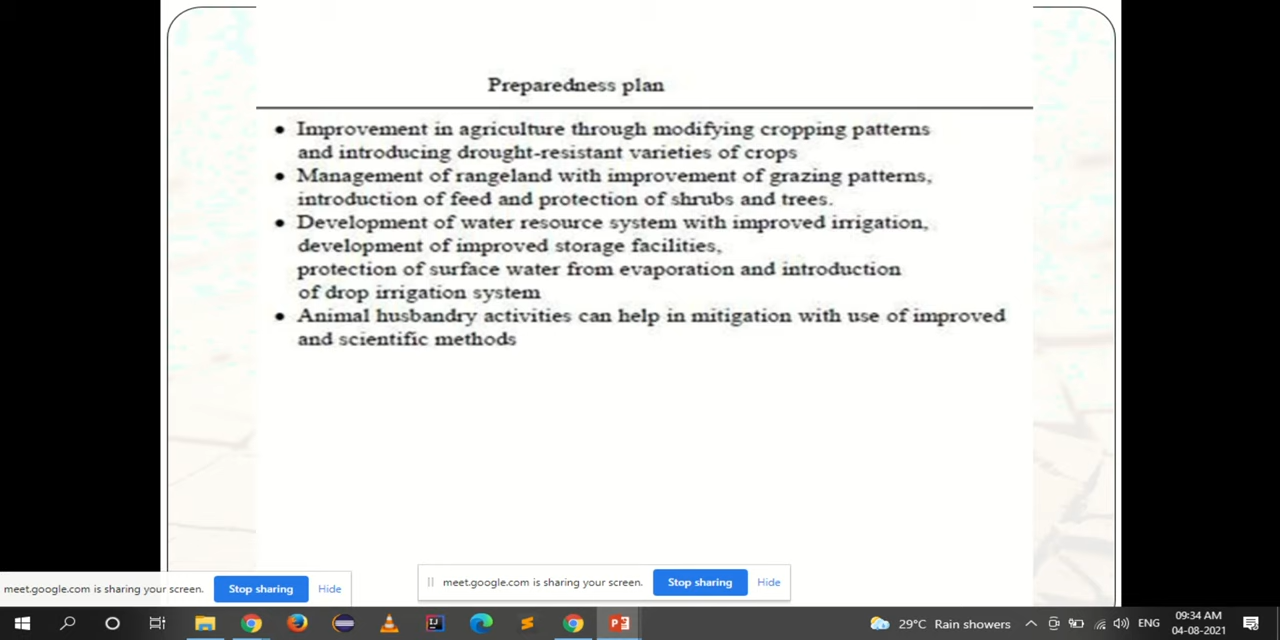 Preparedness plan
• Improvement in agriculture through modifying cropping patterns
and introducing drought-resistant varieties of crops
• Management of rangeland with improvement of grazing patterns,
introduction of feed and protection of shrubs and trees.
• Development of water resource system with improved irrigation,
development of improved storage facilities,
protection of surface water from evaporation and introduction
of drop irrigation system
• Animal husbandry activities can help in mitigation with use of improved
and scientific methods
meet.google.com is sharing your screen. Stop sharing Hide
meet.google.com is sharing your screen. Stop sharing Hide
29°C Rain showers ENG 09:34 AM
04-08-2021